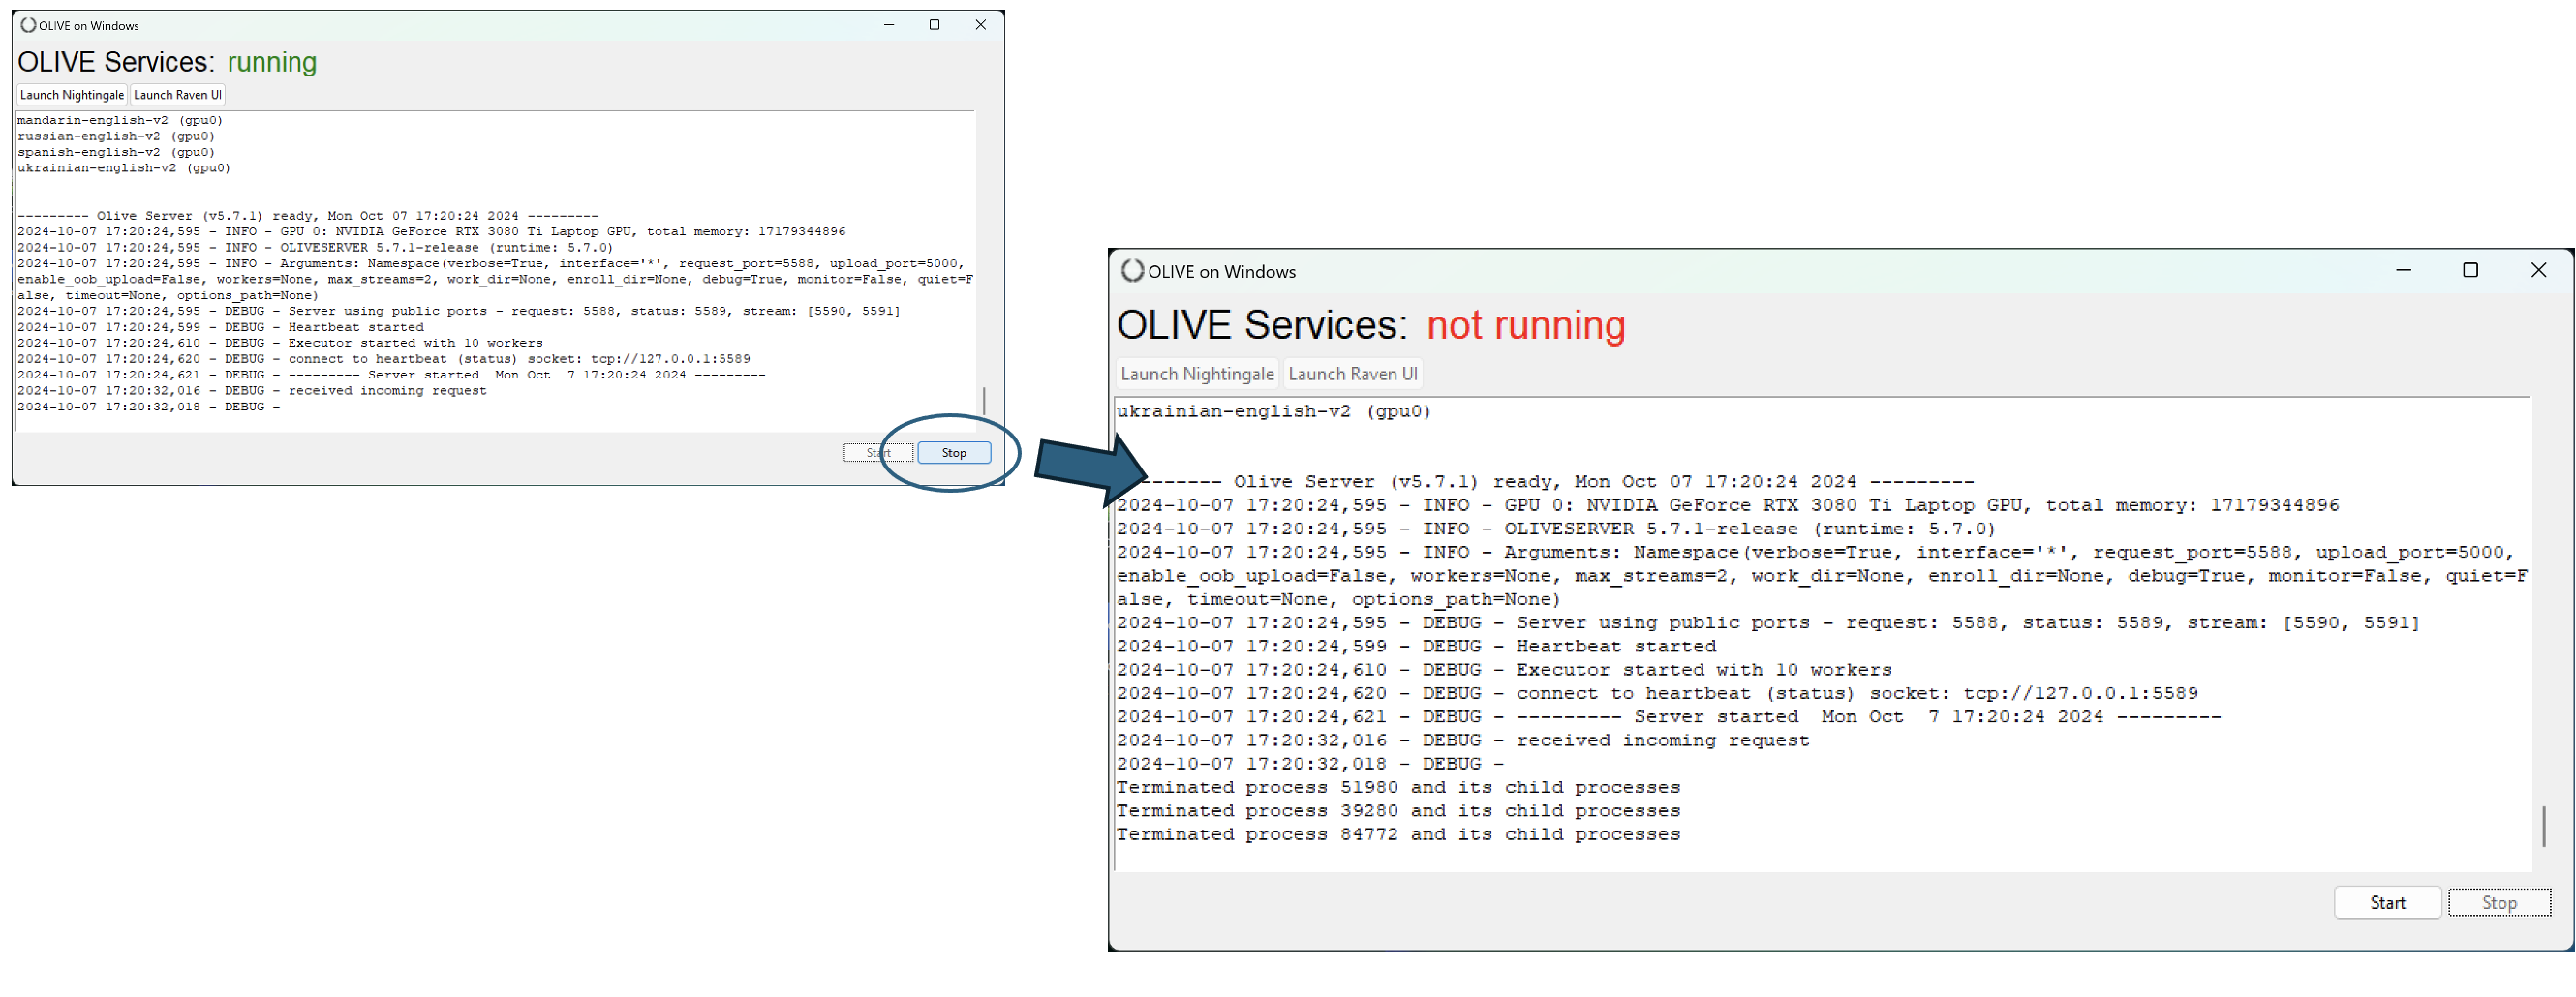 OLIVE on Windows
OLIVE Services: running
Launch Nightingale Launch Raven UI
mandarin-english-v2 (gpu0)
russian-english-v2 (gpu0)
spanish-english-v2 (gpu0)
ukrainian-english-v2 (gpu0)
--------- Olive Server (v5.7.1) ready, Mon Oct 07 17:20:24 2024 ---------
2024-10-07 17:20:24,595 - INFO - GPU 0: NVIDIA GeForce RTX 3080 Ti Laptop GPU, total memory: 17179344896
2024-10-07 17:20:24,595 - INFO - OLIVESERVER 5.7.1-release (runtime: 5.7.0)
2024-10-07 17:20:24,595 - INFO - Arguments: Namespace(verbose=True, interface='*', request_port=5588, upload_port=5000,
enable_oob_upload=False, workers=None, max_streams=2, work_dir=None, enroll_dir=None, debug=True, monitor=False, quiet=F
alse, timeout=None, options_path=None)
2024-10-07 17:20:24,595 - DEBUG - Server using public ports - request: 5588, status: 5589, stream: [5590, 5591]
2024-10-07 17:20:24,599 - DEBUG - Heartbeat started
2024-10-07 17:20:24,610 - DEBUG - Executor started with 10 workers
2024-10-07 17:20:24,620 - DEBUG - connect to heartbeat (status) socket: tcp://127.0.0.1:5589
2024-10-07 17:20:24,621 - DEBUG - --------- Server started  Mon Oct  7 17:20:24 2024 ---------
2024-10-07 17:20:32,016 - DEBUG - received incoming request
2024-10-07 17:20:32,018 - DEBUG -
Start Stop
OLIVE on Windows
OLIVE Services: not running
Launch Nightingale Launch Raven UI
ukrainian-english-v2 (gpu0)
------- Olive Server (v5.7.1) ready, Mon Oct 07 17:20:24 2024 ---------
2024-10-07 17:20:24,595 - INFO - GPU 0: NVIDIA GeForce RTX 3080 Ti Laptop GPU, total memory: 17179344896
2024-10-07 17:20:24,595 - INFO - OLIVESERVER 5.7.1-release (runtime: 5.7.0)
2024-10-07 17:20:24,595 - INFO - Arguments: Namespace(verbose=True, interface='*', request_port=5588, upload_port=5000,
enable_oob_upload=False, workers=None, max_streams=2, work_dir=None, enroll_dir=None, debug=True, monitor=False, quiet=F
alse, timeout=None, options_path=None)
2024-10-07 17:20:24,595 - DEBUG - Server using public ports - request: 5588, status: 5589, stream: [5590, 5591]
2024-10-07 17:20:24,599 - DEBUG - Heartbeat started
2024-10-07 17:20:24,610 - DEBUG - Executor started with 10 workers
2024-10-07 17:20:24,620 - DEBUG - connect to heartbeat (status) socket: tcp://127.0.0.1:5589
2024-10-07 17:20:24,621 - DEBUG - --------- Server started  Mon Oct  7 17:20:24 2024 ---------
2024-10-07 17:20:32,016 - DEBUG - received incoming request
2024-10-07 17:20:32,018 - DEBUG -
Terminated process 51980 and its child processes
Terminated process 39280 and its child processes
Terminated process 84772 and its child processes
Start Stop